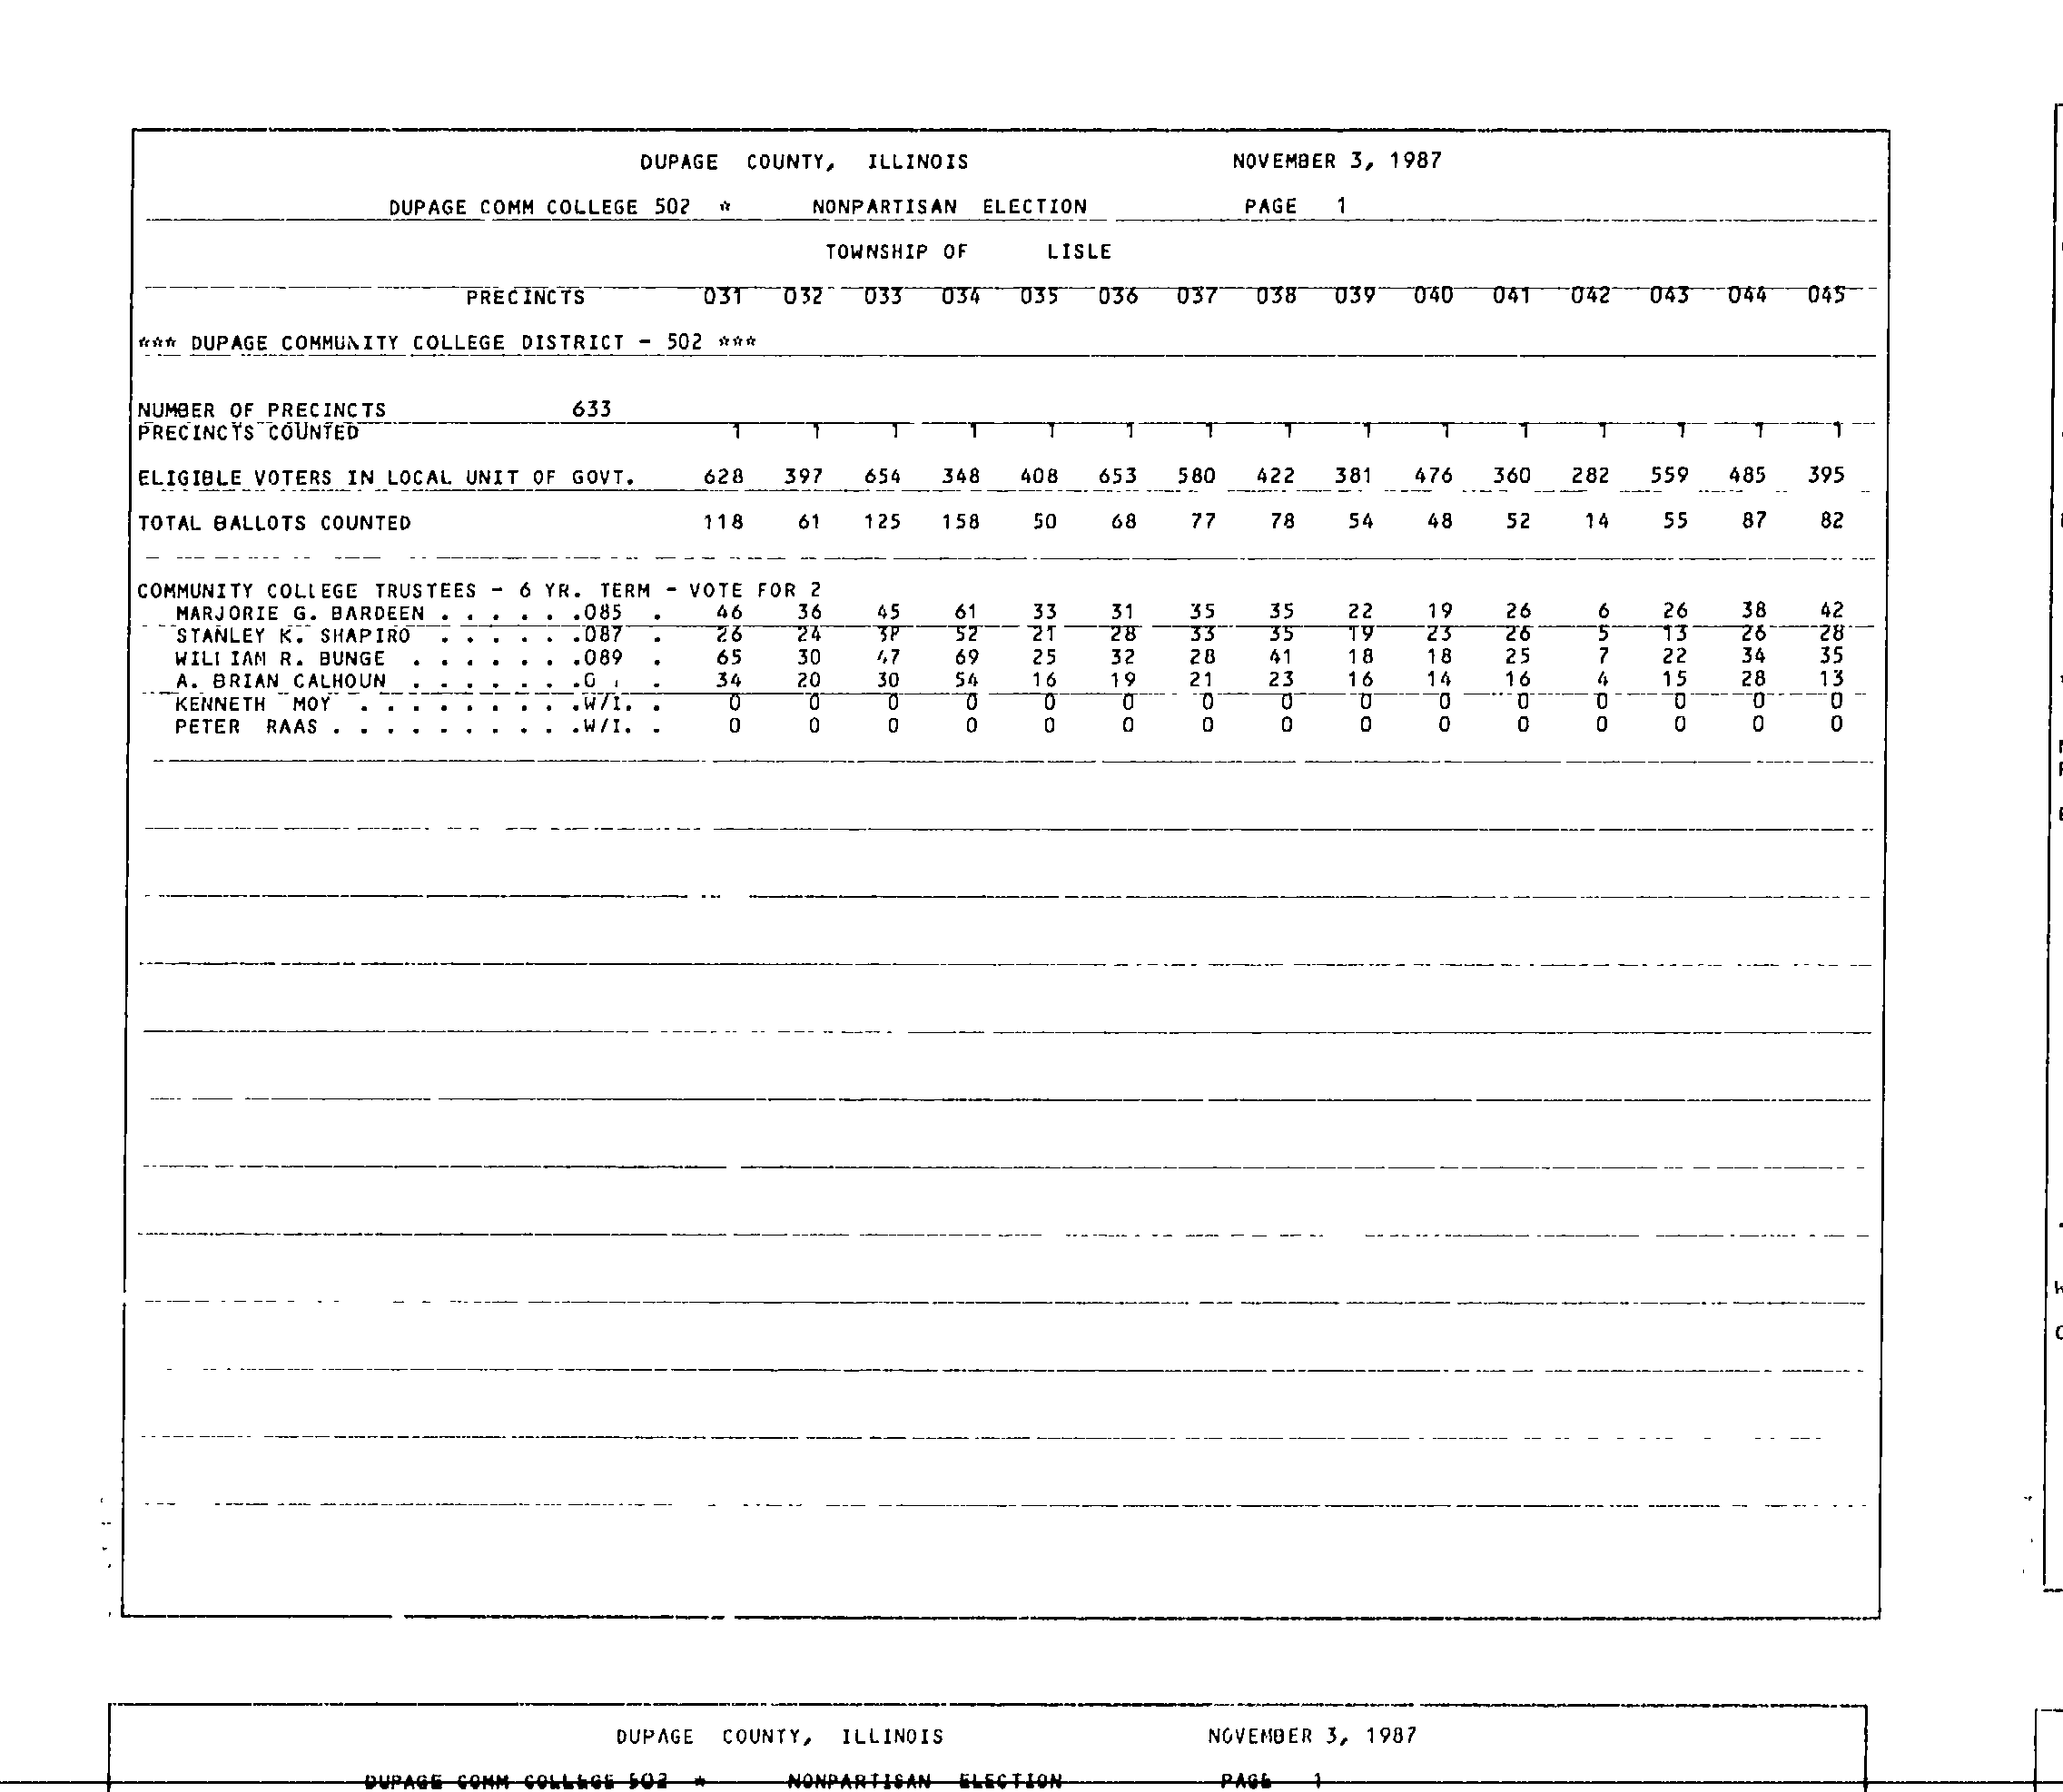 DUPAGE COUNTY, ILLINOIS NOVEMBER 3, 1987
DUPAGE COMM COLLEGE 502 * NONPARTISAN ELECTION PAGE 1
TOWNSHIP OF LISLE
PRECINCTS 031 032 033 034 035 036 037 038 039 040 041 042 043 044 045
*** DUPAGE COMMUNITY COLLEGE DISTRICT - 502 ***
NUMBER OF PRECINCTS 633
PRECINCTS COUNTED 1 1 1 1 1 1 1 1 1 1 1 1 1 1 1
ELIGIBLE VOTERS IN LOCAL UNIT OF GOVT. 628 397 654 348 408 653 580 422 381 476 360 282 559 485 395
TOTAL BALLOTS COUNTED 118 61 125 158 50 68 77 78 54 48 52 14 55 87 82
COMMUNITY COLLEGE TRUSTEES - 6 YR. TERM - VOTE FOR 2
MARJORIE G. BARDEEN . . . . . .085 . 46 36 45 61 33 31 35 35 22 19 26 6 26 38 42
STANLEY K. SHAPIRO . . . . . .087 . 26 24 52 21 28 33 35 19 23 26 5 13 26 28
WILLIAM R. BUNGE . . . . . . .089 . 65 30 47 69 25 32 28 41 18 18 25 7 22 34 35
A. BRIAN CALHOUN . . . . . . . . 34 20 30 54 16 19 21 23 16 14 16 4 15 28 13
KENNETH MOY . . . . . . . . .W/I. . 0 0 0 0 0 0 0 0 0 0 0 0 0 0 0
PETER RAAS . . . . . . . . . .W/I. . 0 0 0 0 0 0 0 0 0 0 0 0 0 0 0
DUPAGE COUNTY, ILLINOIS NOVEMBER 3, 1987
DUPAGE COMM COLLEGE 502 * NONPARTISAN ELECTION PAGE 1